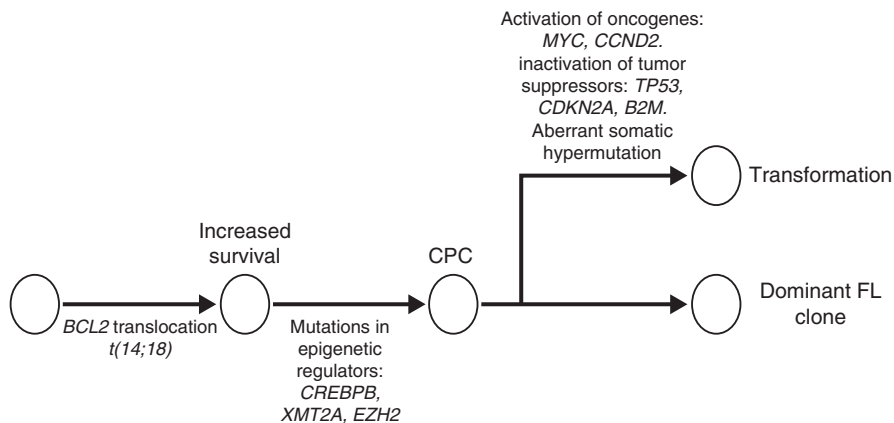 Activation of oncogenes:
MYC, CCND2.
inactivation of tumor
suppressors: TP53,
CDKN2A, B2M.
Aberrant somatic
hypermutation
Transformation
Increased
survival
CPC
Dominant FL
clone
BCL2 translocation
t(14;18)
Mutations in
epigenetic
regulators:
CREBPB,
XMT2A, EZH2